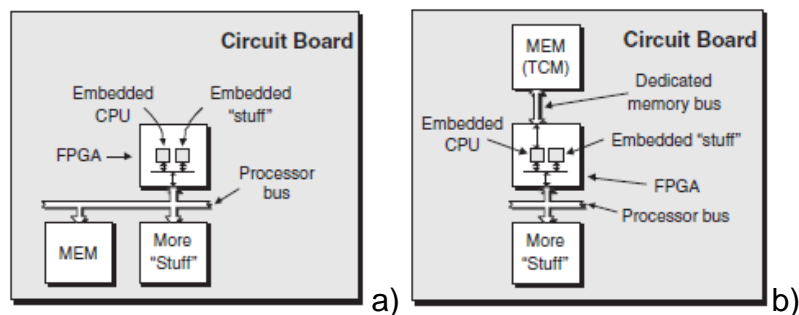 Circuit Board
Embedded
CPU
Embedded
“stuff”
FPGA
Processor
bus
MEM
More
“Stuff”
a)
MEM
(TCM)
Circuit Board
Dedicated
memory bus
Embedded
CPU
Embedded “stuff”
FPGA
Processor bus
More
“Stuff”
b)